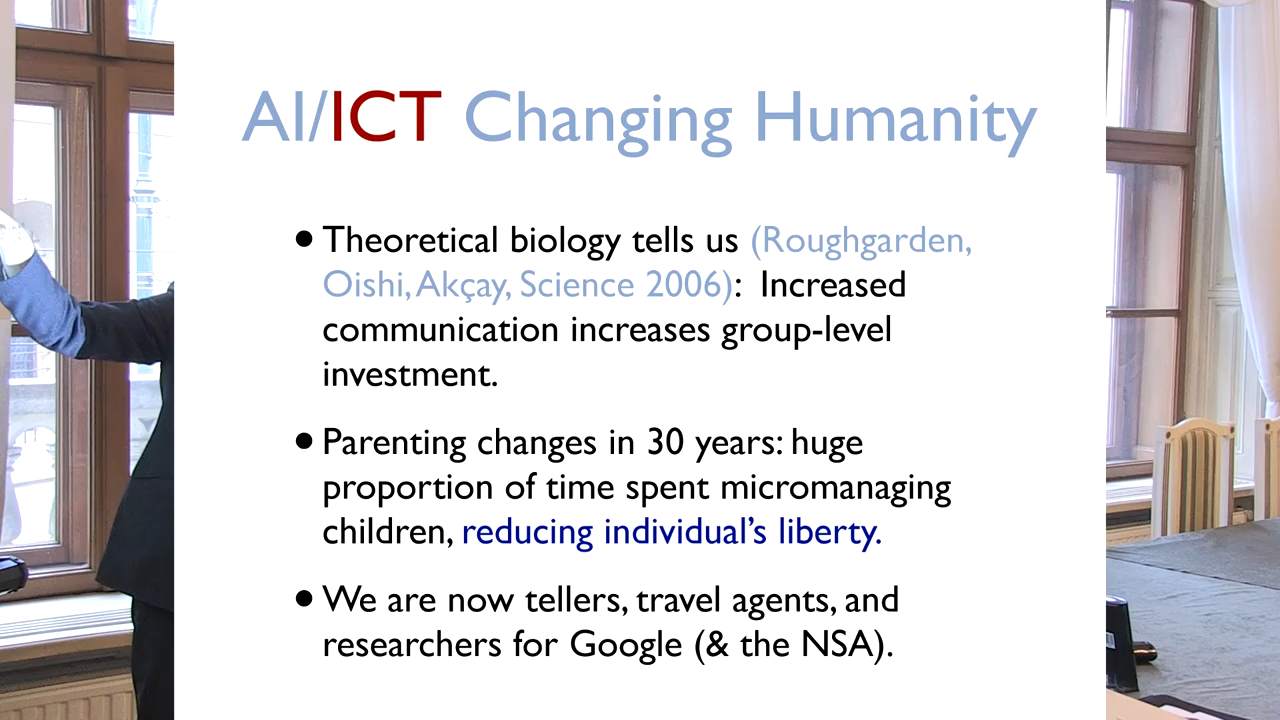 AI/ICT Changing Humanity
• Theoretical biology tells us (Roughgarden,
Oishi, Akçay, Science 2006): Increased
communication increases group-level
investment.
• Parenting changes in 30 years: huge
proportion of time spent micromanaging
children, reducing individual’s liberty.
• We are now tellers, travel agents, and
researchers for Google (& the NSA).